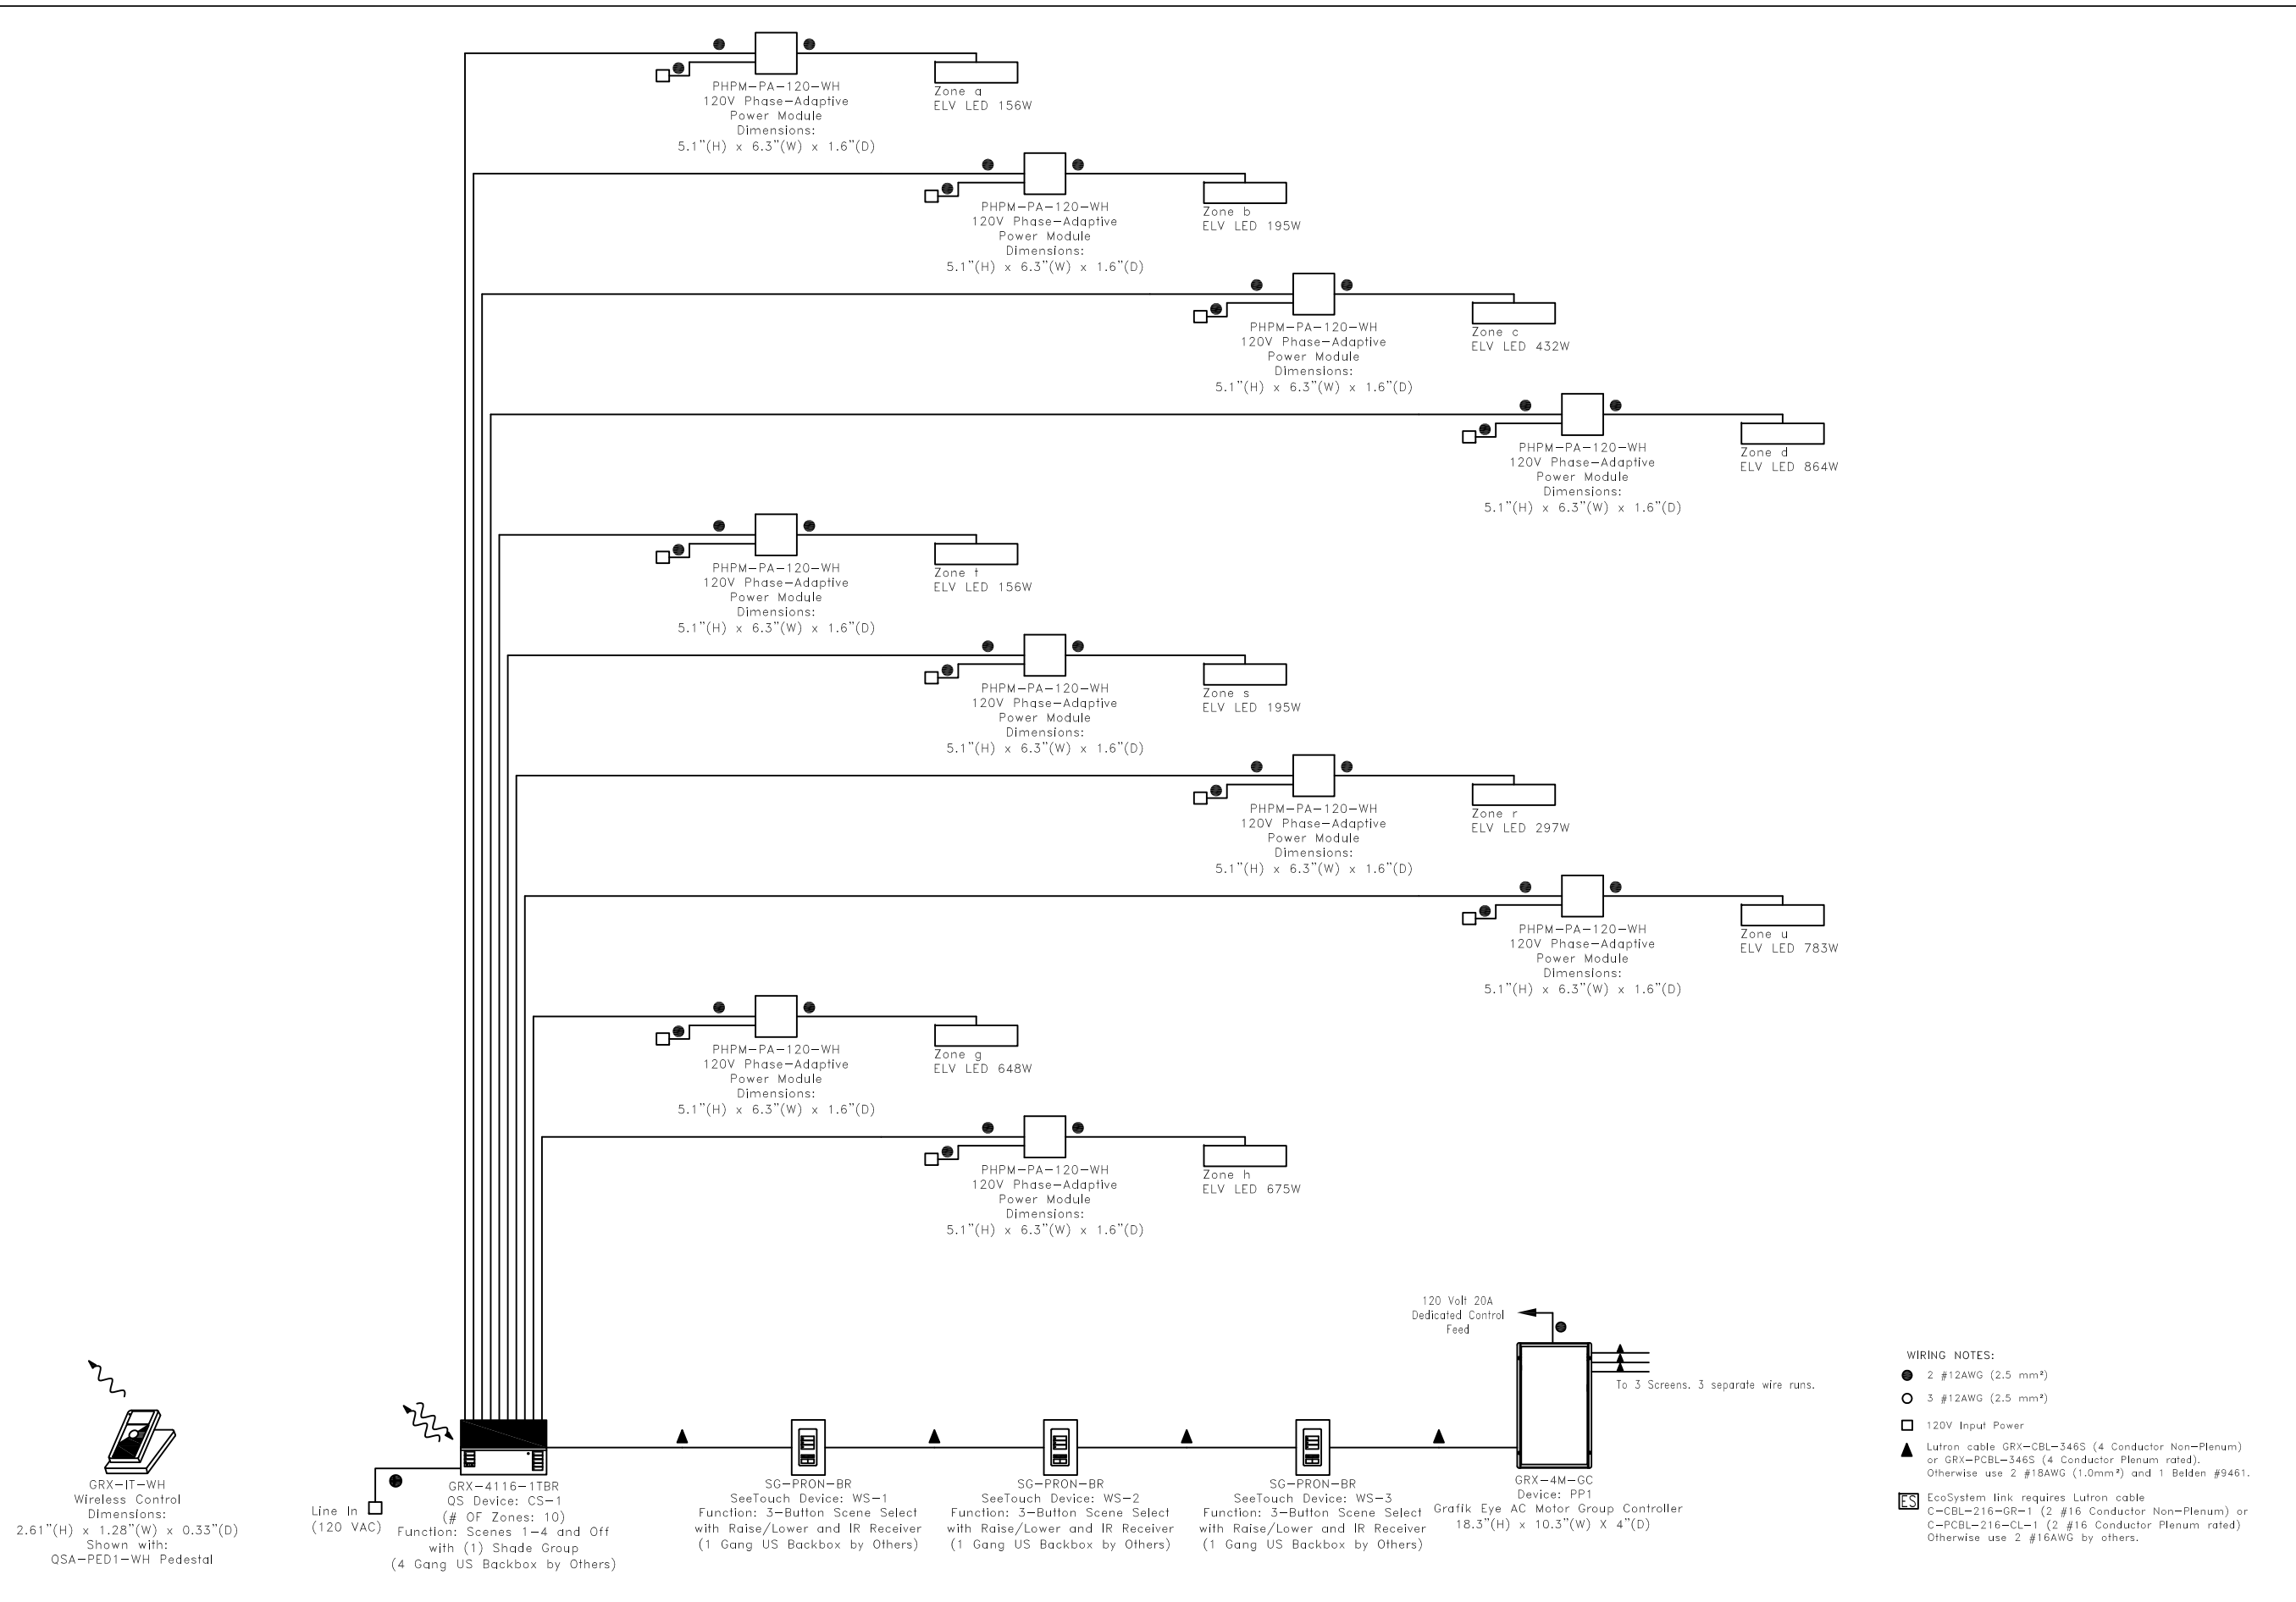 PHPM-PA-120-WH
120V Phase-Adaptive
Power Module
Dimensions:
5.1"(H) x 6.3"(W) x 1.6"(D)
Zone a
ELV LED 156W
PHPM-PA-120-WH
120V Phase-Adaptive
Power Module
Dimensions:
5.1"(H) x 6.3"(W) x 1.6"(D)
Zone b
ELV LED 195W
PHPM-PA-120-WH
120V Phase-Adaptive
Power Module
Dimensions:
5.1"(H) x 6.3"(W) x 1.6"(D)
Zone c
ELV LED 432W
PHPM-PA-120-WH
120V Phase-Adaptive
Power Module
Dimensions:
5.1"(H) x 6.3"(W) x 1.6"(D)
Zone d
ELV LED 864W
PHPM-PA-120-WH
120V Phase-Adaptive
Power Module
Dimensions:
5.1"(H) x 6.3"(W) x 1.6"(D)
Zone t
ELV LED 156W
PHPM-PA-120-WH
120V Phase-Adaptive
Power Module
Dimensions:
5.1"(H) x 6.3"(W) x 1.6"(D)
Zone s
ELV LED 195W
PHPM-PA-120-WH
120V Phase-Adaptive
Power Module
Dimensions:
5.1"(H) x 6.3"(W) x 1.6"(D)
Zone r
ELV LED 297W
PHPM-PA-120-WH
120V Phase-Adaptive
Power Module
Dimensions:
5.1"(H) x 6.3"(W) x 1.6"(D)
Zone u
ELV LED 783W
PHPM-PA-120-WH
120V Phase-Adaptive
Power Module
Dimensions:
5.1"(H) x 6.3"(W) x 1.6"(D)
Zone g
ELV LED 648W
PHPM-PA-120-WH
120V Phase-Adaptive
Power Module
Dimensions:
5.1"(H) x 6.3"(W) x 1.6"(D)
Zone h
ELV LED 675W
GRX-IT-WH
Wireless Control
Dimensions:
2.61"(H) x 1.28"(W) x 0.33"(D)
Shown with:
QSA-PED1-WH Pedestal
Line In
(120 VAC)
GRX-4116-1TBR
QS Device: CS-1
(# OF Zones: 10)
Function: Scenes 1-4 and Off
with (1) Shade Group
(4 Gang US Backbox by Others)
SG-PRON-BR
SeeTouch Device: WS-1
Function: 3-Button Scene Select
with Raise/Lower and IR Receiver
(1 Gang US Backbox by Others)
SG-PRON-BR
SeeTouch Device: WS-2
Function: 3-Button Scene Select
with Raise/Lower and IR Receiver
(1 Gang US Backbox by Others)
SG-PRON-BR
SeeTouch Device: WS-3
Function: 3-Button Scene Select
with Raise/Lower and IR Receiver
(1 Gang US Backbox by Others)
120 Volt 20A
Dedicated Control
Feed
To 3 Screens. 3 separate wire runs.
GRX-4M-GC
Device: PP1
Grafik Eye AC Motor Group Controller
18.3"(H) x 10.3"(W) X 4"(D)
WIRING NOTES:
2 #12AWG (2.5 mm²)
3 #12AWG (2.5 mm²)
120V Input Power
Lutron cable GRX-CBL-346S (4 Conductor Non-Plenum)
or GRX-PCBL-346S (4 Conductor Plenum rated).
Otherwise use 2 #18AWG (1.0mm²) and 1 Belden #9461.
ES EcoSystem link requires Lutron cable
C-CBL-216-GR-1 (2 #16 Conductor Non-Plenum) or
C-PCBL-216-CL-1 (2 #16 Conductor Plenum rated)
Otherwise use 2 #16AWG by others.